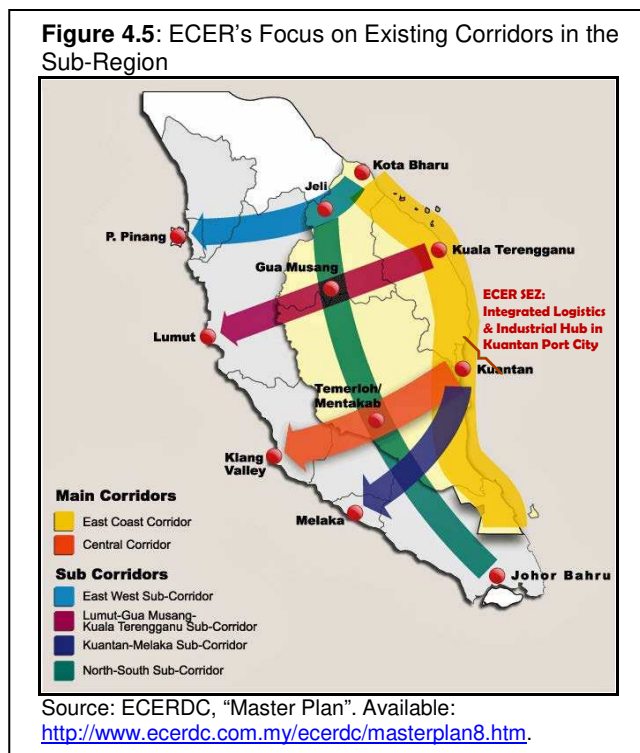 Figure 4.5: ECER’s Focus on Existing Corridors in the
Sub-Region
Kota Bharu
Jeli
P. Pinang
Kuala Terengganu
Gua Musang
ECER SEZ:
Integrated Logistics
& Industrial Hub in
Kuantan Port City
Lumut
Kuantan
Temerloh/
Mentakab
Klang
Valley
Melaka
Johor Bahru
Main Corridors
East Coast Corridor
Central Corridor
Sub Corridors
East West Sub-Corridor
Lumut-Gua Musang-
Kuala Terengganu Sub-Corridor
Kuantan-Melaka Sub-Corridor
North-South Sub-Corridor
Source: ECERDC, “Master Plan”. Available:
http://www.ecerdc.com.my/ecerdc/masterplan8.htm.